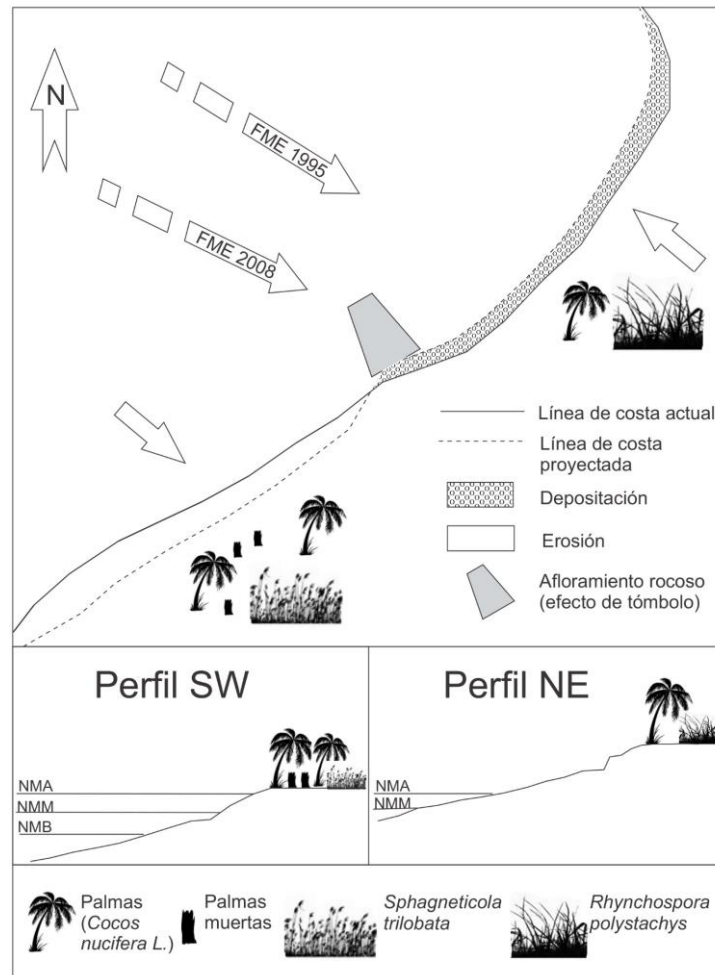 N
FME 1995
FME 2008
Línea de costa actual
Línea de costa
proyectada
Depositación
Erosión
Afloramiento rocoso
(efecto de tómbolo)
Perfil SW
NMA
NMM
NMB
Perfil NE
NMA
NMM
Palmas
(Cocos
nucifera L.)
Palmas
muertas
Sphagneticola
trilobata
Rhynchospora
polystachys